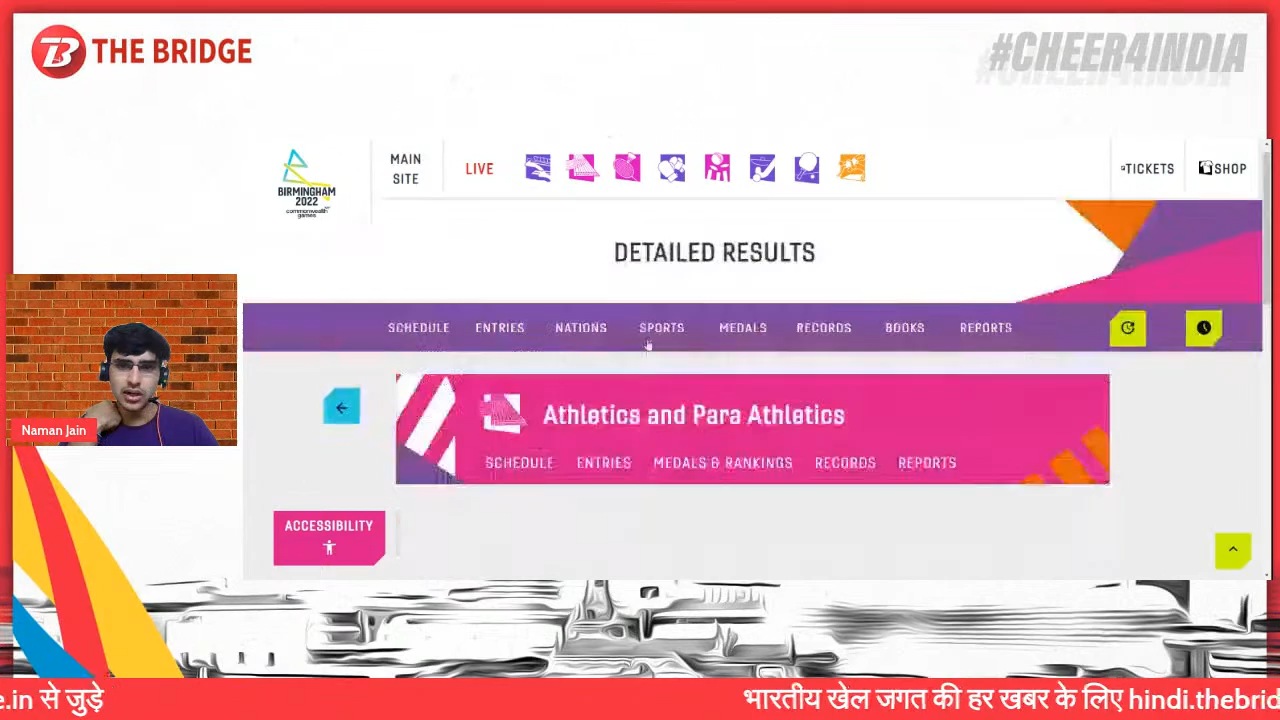 THE BRIDGE
#CHEER4INDIA
BIRMINGHAM
2022
commonwealth
games
MAIN
SITE
LIVE
TICKETS
SHOP
DETAILED RESULTS
SCHEDULE ENTRIES NATIONS SPORTS MEDALS RECORDS BOOKS REPORTS
Athletics and Para Athletics
SCHEDULE ENTRIES MEDALS & RANKINGS RECORDS REPORTS
Naman Jain
ACCESSIBILITY
e.in से जुड़े भारतीय खेल जगत की हर खबर के लिए hindi.thebrid